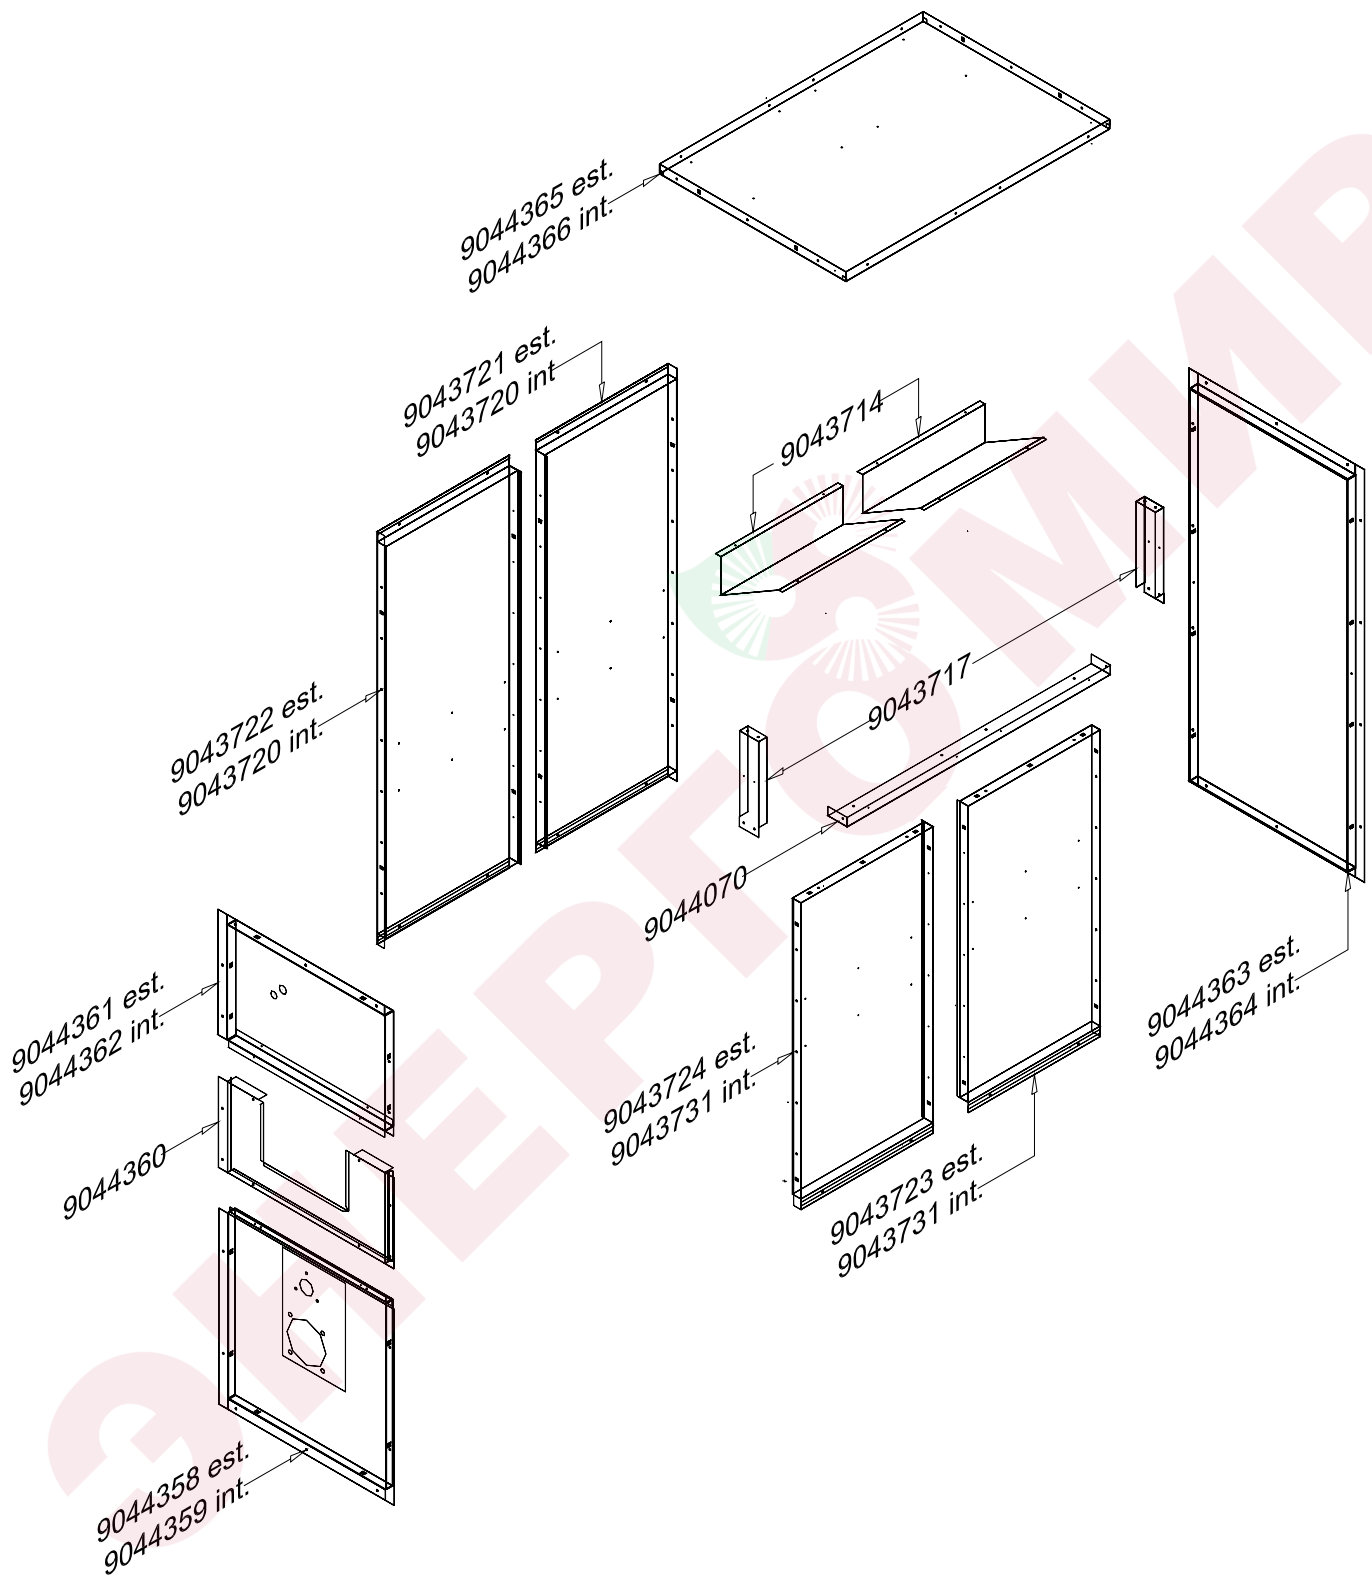 9044365 est.
9044366 int.
9043721 est.
9043720 int
9043714
9043722 est.
9043720 int.
9043717
9044070
9044361 est.
9044362 int.
9044363 est.
9044364 int.
9043724 est.
9043731 int.
9044360
9043723 est.
9043731 int.
9044358 est.
9044359 int.
ЭНЕРГОМИР